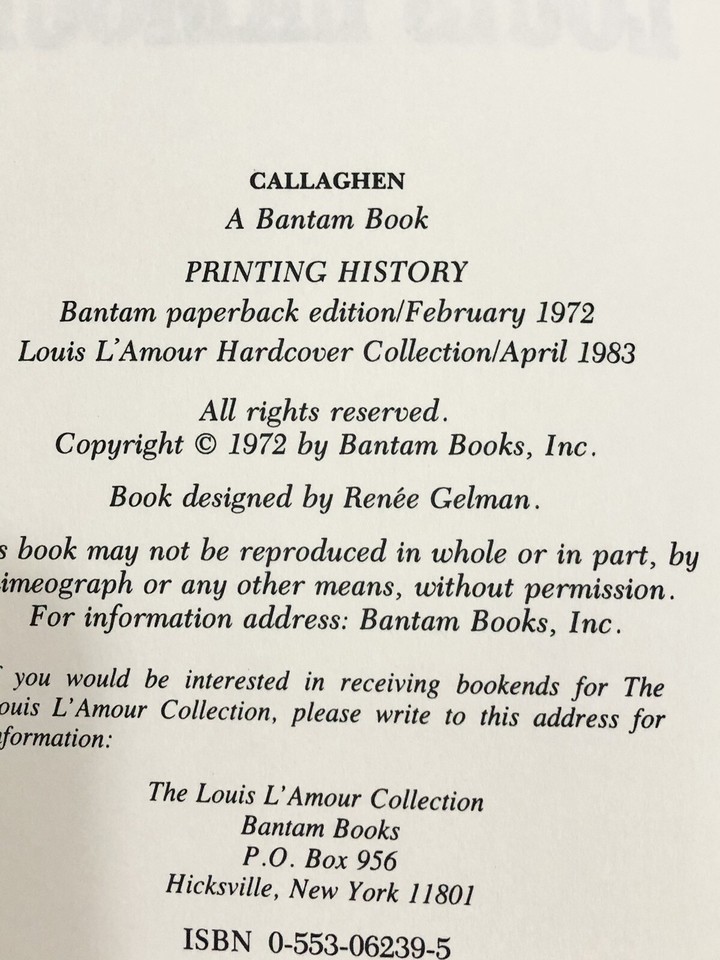 CALLAGHEN
A Bantam Book
PRINTING HISTORY
Bantam paperback edition/February 1972
Louis L'Amour Hardcover Collection/April 1983
All rights reserved.
Copyright © 1972 by Bantam Books, Inc.
Book designed by Renée Gelman.
s book may not be reproduced in whole or in part, by
imeograph or any other means, without permission.
For information address: Bantam Books, Inc.
you would be interested in receiving bookends for The
ouis L'Amour Collection, please write to this address for
formation:
The Louis L'Amour Collection
Bantam Books
P.O. Box 956
Hicksville, New York 11801
ISBN 0-553-06239-5